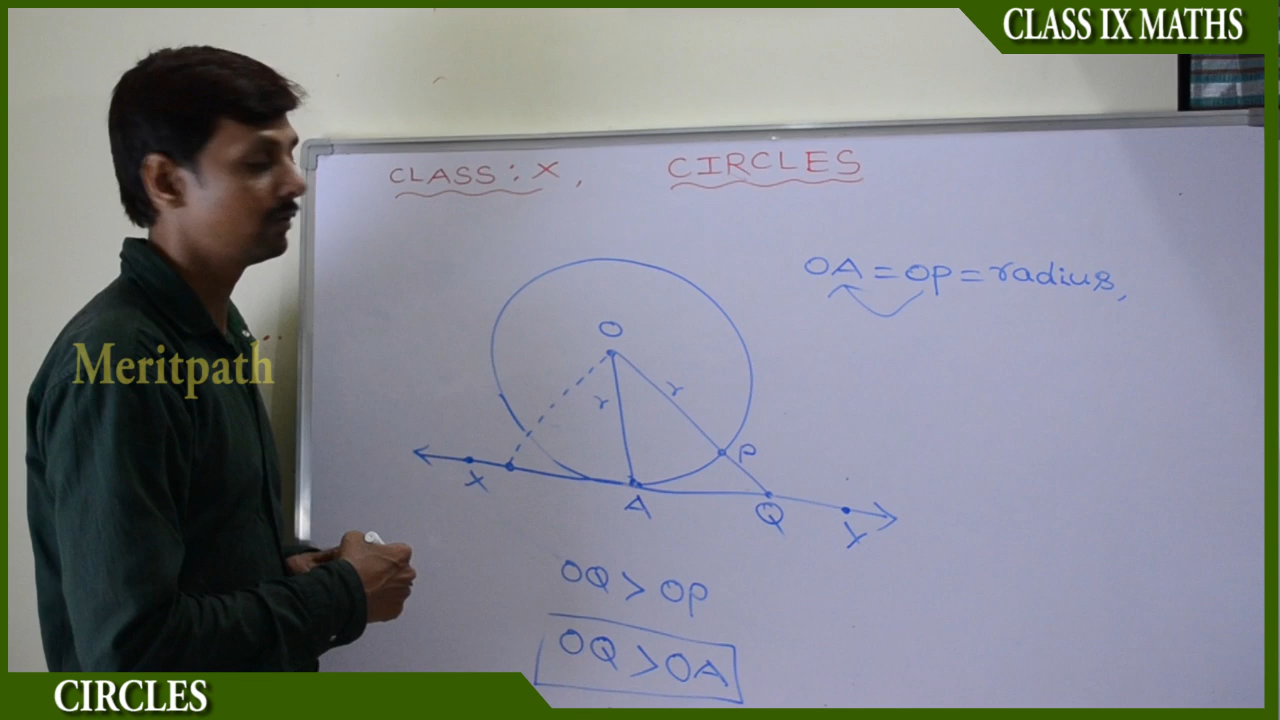 CLASS IX MATHS
CLASS : X , CIRCLES
OA = OP = radius,
O
r r
Meritpath
P
X
A
Q
Y
OQ > OP
OQ > OA
CIRCLES